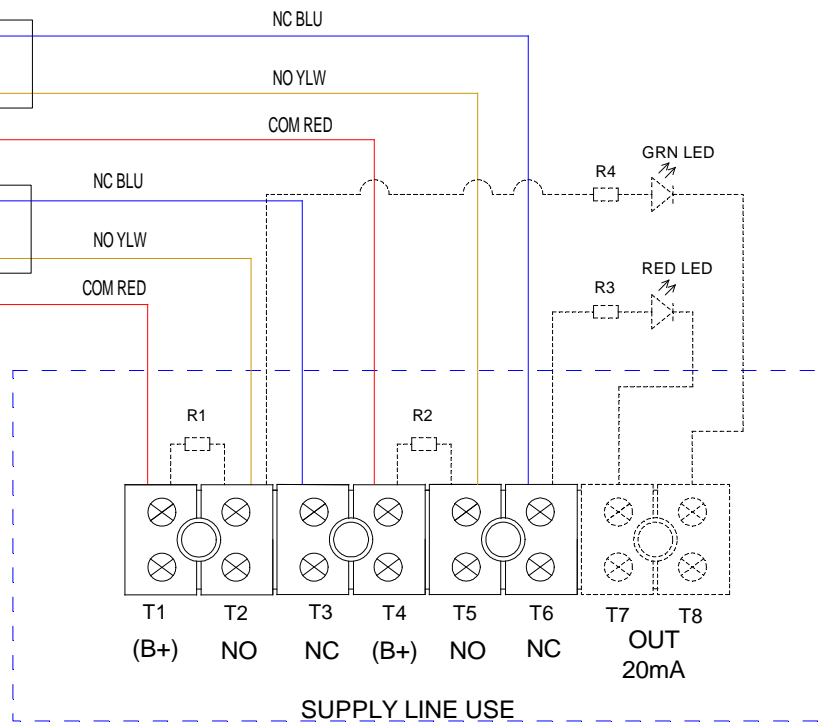 NC BLU
NO YLW
COM RED
GRN LED
R4
NC BLU
NO YLW
RED LED
R3
COM RED
R1
R2
T1 T2 T3 T4 T5 T6 T7 T8
(B+) NO NC (B+) NO NC OUT
20mA
SUPPLY LINE USE